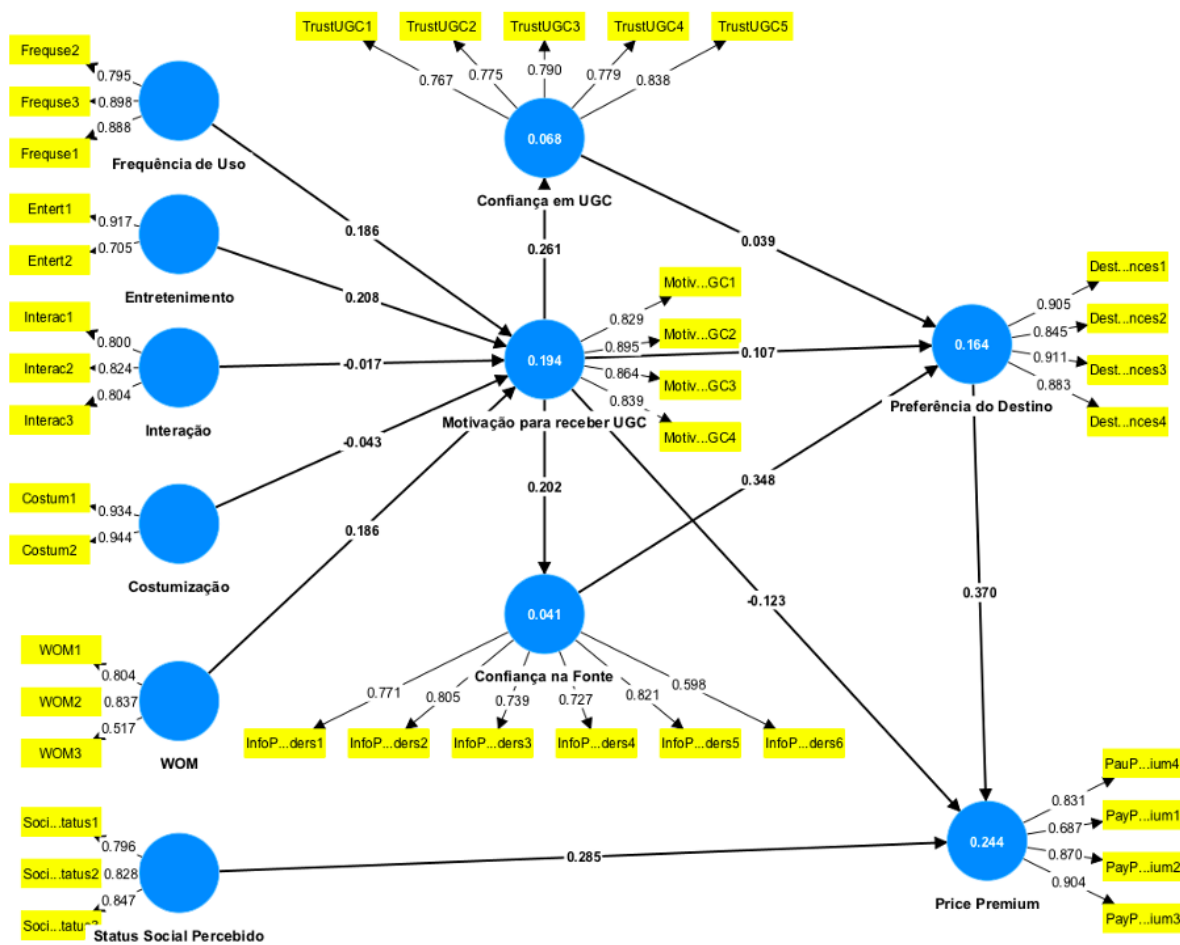 TrustUGC1
TrustUGC2
TrustUGC3
TrustUGC4
TrustUGC5
0.767
0.775
0.790
0.779
0.838
0.068
Confiança em UGC
Frequse2
Frequse3
Frequse1
0.795
0.898
0.888
Frequência de Uso
Entert1
Entert2
0.917
0.705
Entretenimento
Interac1
Interac2
Interac3
0.800
0.824
0.804
Interação
Costum1
Costum2
0.934
0.944
Costumização
WOM1
WOM2
WOM3
0.804
0.837
0.517
WOM
Soci...tatus1
Soci...tatus2
Soci...tatus3
0.796
0.828
0.847
Status Social Percebido
0.186
0.208
-0.017
-0.043
0.186
0.261
0.039
0.194
Motivação para receber UGC
Motiv...GC1
Motiv...GC2
Motiv...GC3
Motiv...GC4
0.829
0.895
0.864
0.839
0.107
0.202
0.348
-0.123
0.370
0.285
0.164
Preferência do Destino
Dest...nces1
Dest...nces2
Dest...nces3
Dest...nces4
0.905
0.845
0.911
0.883
0.041
Confiança na Fonte
0.771
0.805
0.739
0.727
0.821
0.598
InfoP...ders1
InfoP...ders2
InfoP...ders3
InfoP...ders4
InfoP...ders5
InfoP...ders6
0.244
Price Premium
PauP...ium4
PayP...ium1
PayP...ium2
PayP...ium3
0.831
0.687
0.870
0.904